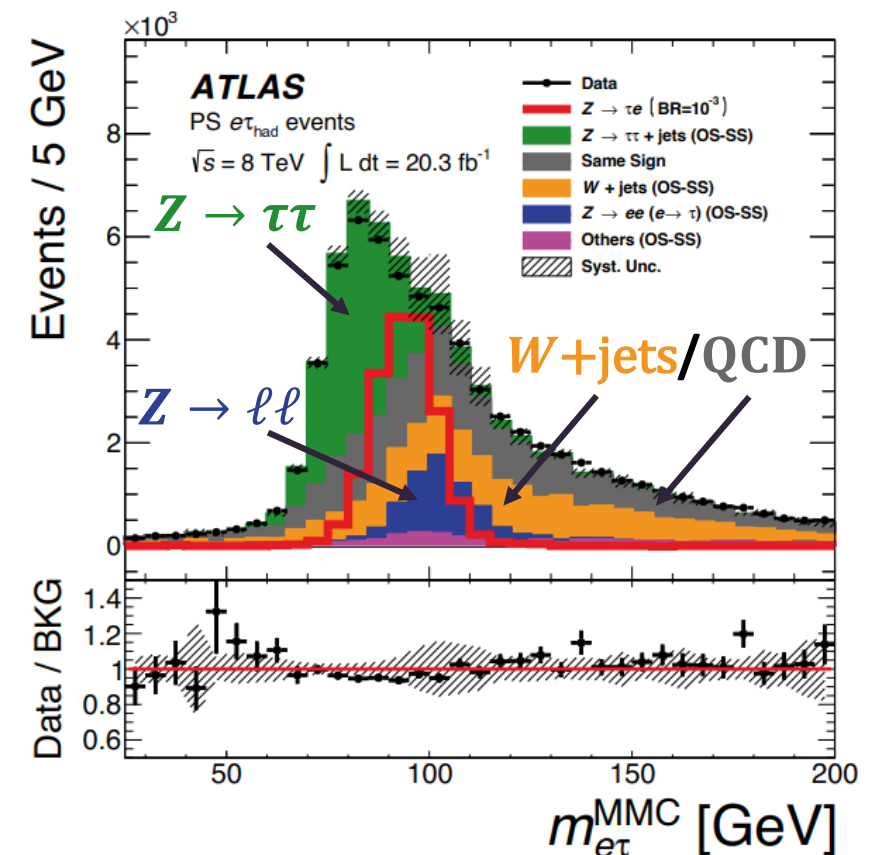 ×10³
Events / 5 GeV
8
6
4
2
0
ATLAS
PS eτ_had events
√s = 8 TeV ∫ L dt = 20.3 fb⁻¹
Data
Z → τe (BR=10⁻³)
Z → ττ + jets (OS-SS)
Same Sign
W + jets (OS-SS)
Z → ee (e→ τ) (OS-SS)
Others (OS-SS)
Syst. Unc.
Z → ττ
W+jets/QCD
Z → ℓℓ
Data / BKG
1.4
1.2
1
0.8
0.6
50 100 150 200
m_eτ^MMC [GeV]